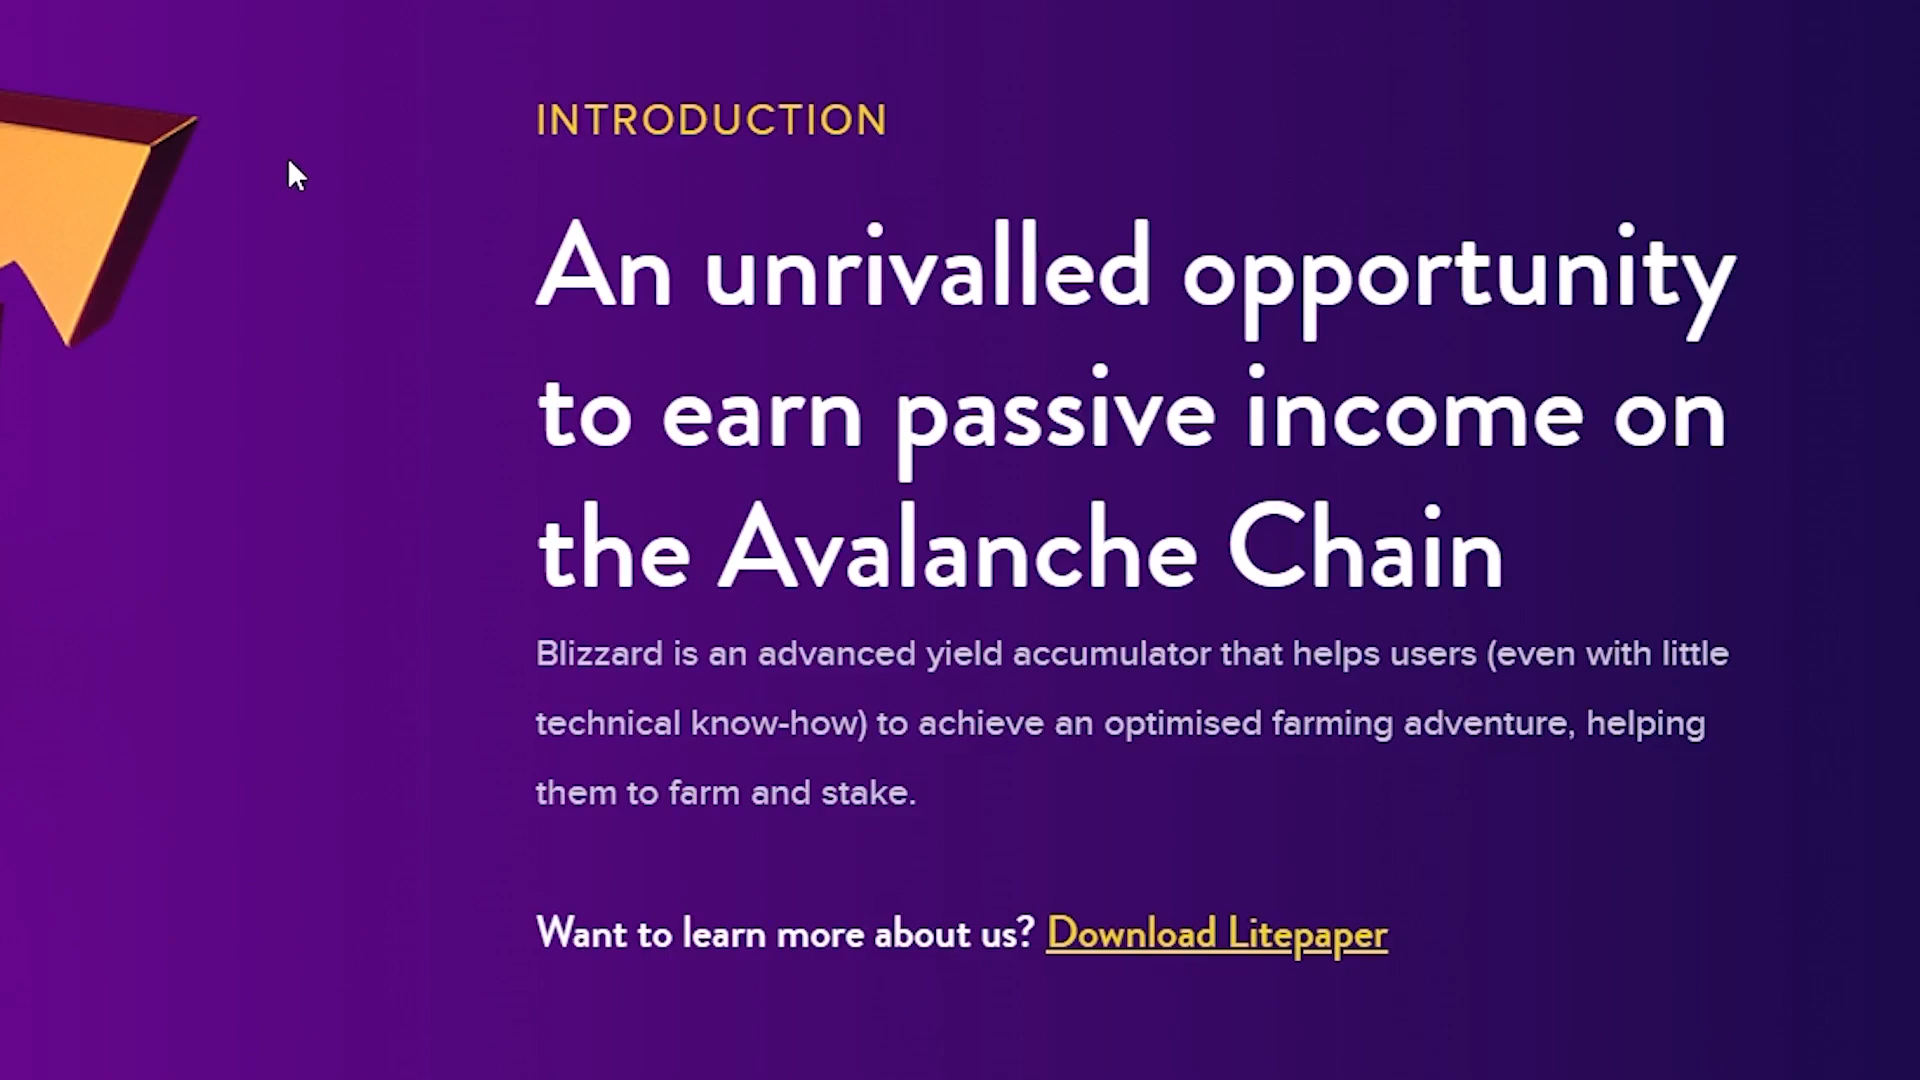 INTRODUCTION
An unrivalled opportunity
to earn passive income on
the Avalanche Chain
Blizzard is an advanced yield accumulator that helps users (even with little
technical know-how) to achieve an optimised farming adventure, helping
them to farm and stake.
Want to learn more about us? Download Litepaper